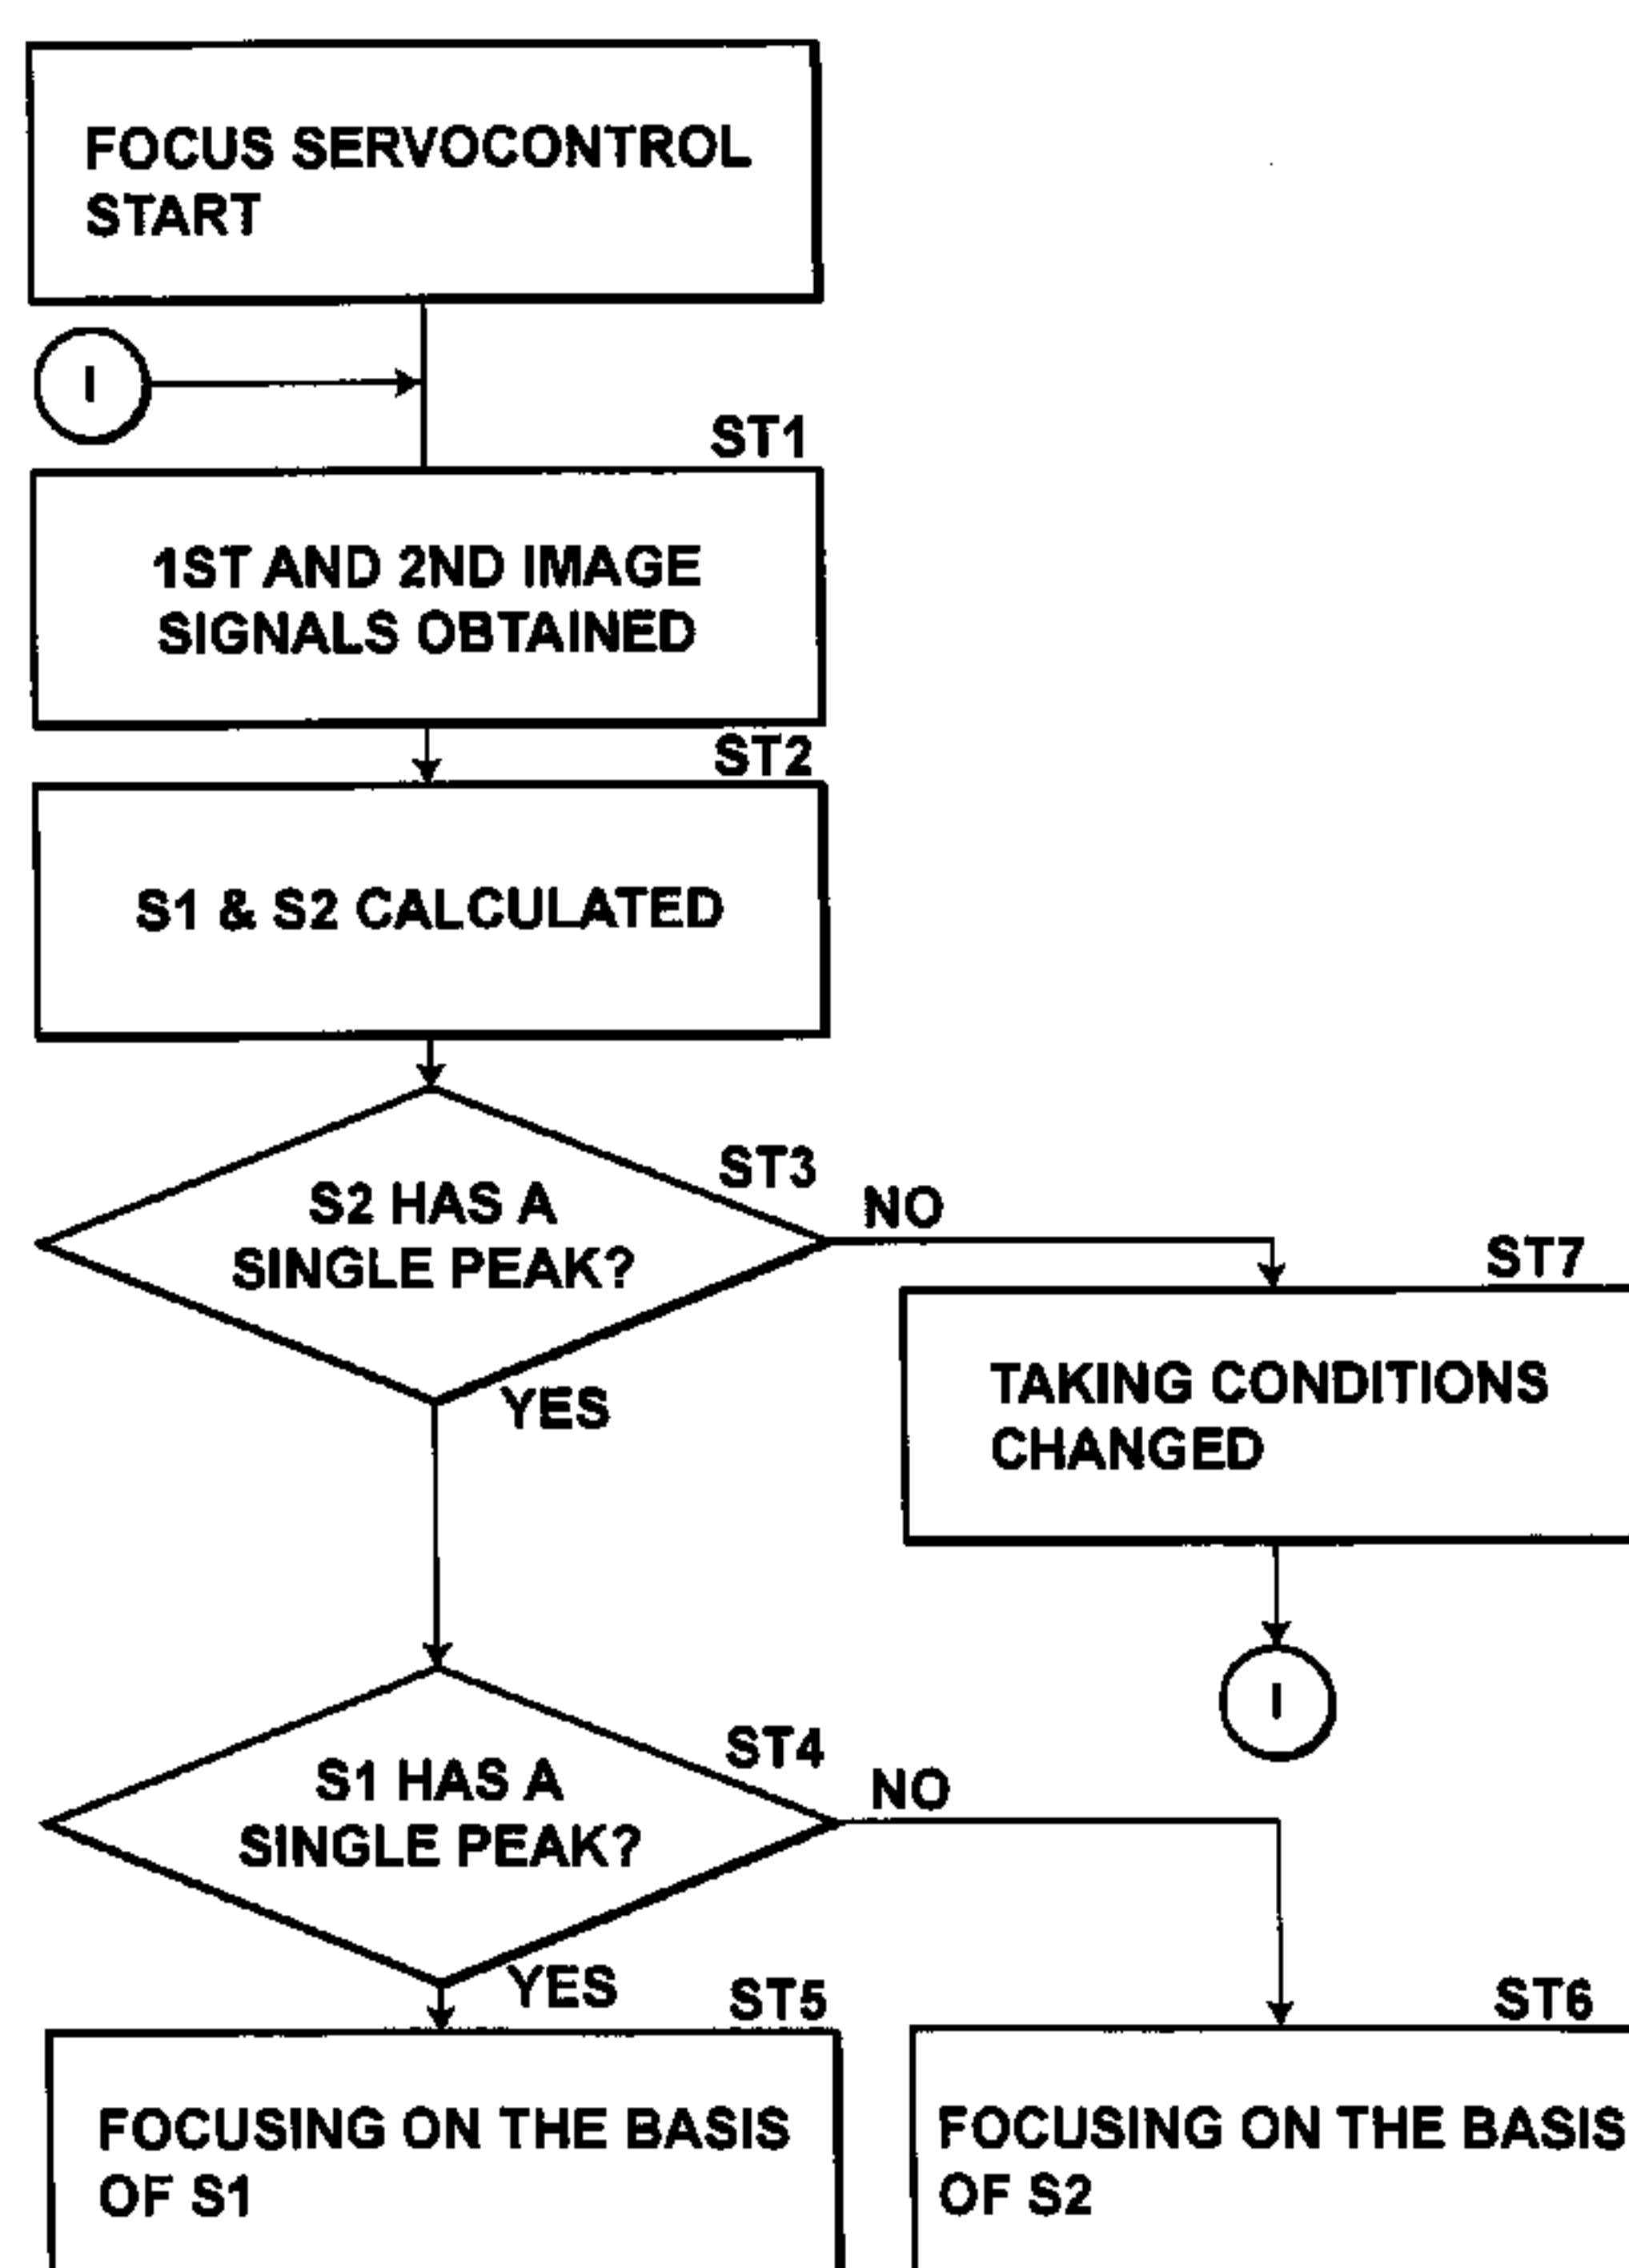 FOCUS SERVOCONTROL
START
I
ST1
1ST AND 2ND IMAGE
SIGNALS OBTAINED
ST2
S1 & S2 CALCULATED
ST3
S2 HAS A
SINGLE PEAK?
NO
YES
ST7
TAKING CONDITIONS
CHANGED
I
ST4
S1 HAS A
SINGLE PEAK?
NO
YES
ST5
FOCUSING ON THE BASIS
OF S1
ST6
FOCUSING ON THE BASIS
OF S2